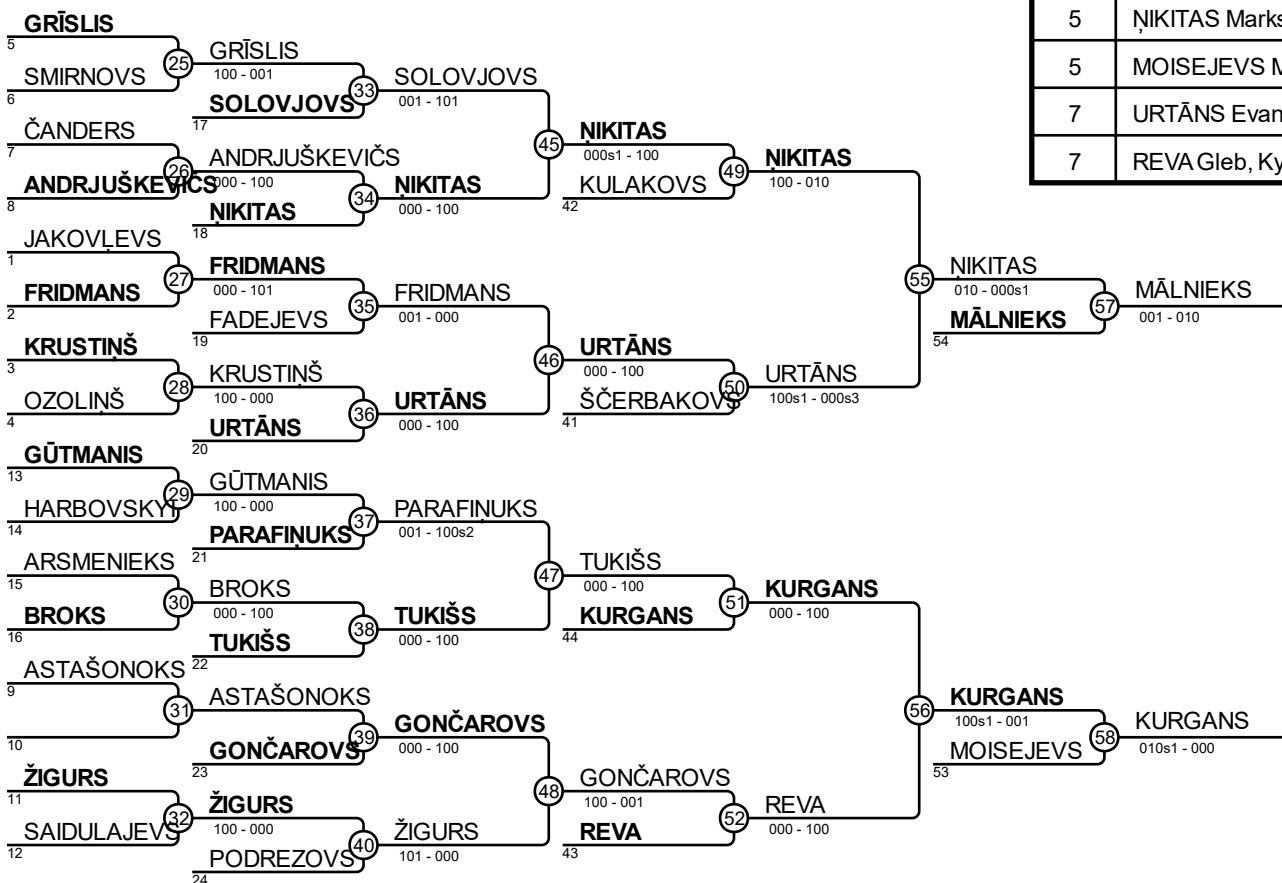 GRĪSLIS
5
SMIRNOVS
6
25
GRĪSLIS
100 - 001
SOLOVJOVS
17
33
SOLOVJOVS
001 - 101
ČANDERS
7
ANDRJUŠKEVIČS
8
26
ANDRJUŠKEVIČS
000 - 100
ŅIKITAS
18
34
ŅIKITAS
000 - 100
45
ŅIKITAS
000s1 - 100
KULAKOVS
42
49
ŅIKITAS
100 - 010
JAKOVĻEVS
1
FRIDMANS
2
27
FRIDMANS
000 - 101
FADEJEVS
19
35
FRIDMANS
001 - 000
KRUSTIŅŠ
3
OZOLIŅŠ
4
28
KRUSTIŅŠ
100 - 000
URTĀNS
20
36
URTĀNS
000 - 100
46
URTĀNS
000 - 100
ŠČERBAKOVS
41
50
URTĀNS
100s1 - 000s3
55
ŅIKITAS
010 - 000s1
MĀLNIEKS
54
57
MĀLNIEKS
001 - 010
GŪTMANIS
13
HARBOVSKYI
14
29
GŪTMANIS
100 - 000
PARAFIŅUKS
21
37
PARAFIŅUKS
001 - 100s2
ARSMENIEKS
15
BROKS
16
30
BROKS
000 - 100
TUKIŠS
22
38
TUKIŠS
000 - 100
47
TUKIŠS
000 - 100
KURGANS
44
51
KURGANS
000 - 100
ASTAŠONOKS
9
10
31
ASTAŠONOKS
GONČAROVS
23
39
GONČAROVS
000 - 100
ŽIGURS
11
SAIDULAJEVS
12
32
ŽIGURS
100 - 000
PODREZOVS
24
40
ŽIGURS
101 - 000
48
GONČAROVS
100 - 001
REVA
43
52
REVA
000 - 100
56
KURGANS
100s1 - 001
MOISEJEVS
53
58
KURGANS
010s1 - 000
5 ŅIKITAS Marks
5 MOISEJEVS M
7 URTĀNS Evan
7 REVA Gleb, Ky